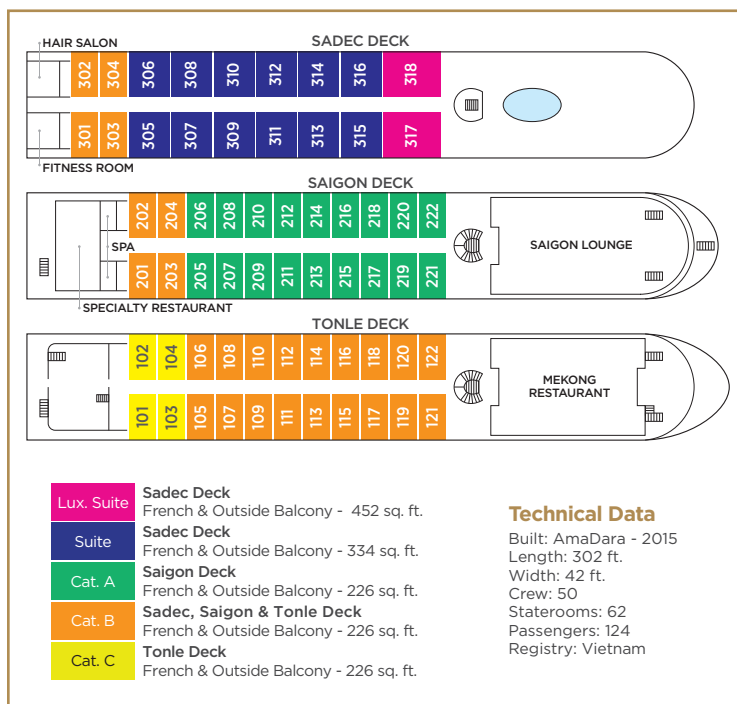 SADEC DECK
HAIR SALON
302 304 306 308 310 312 314 316 318
301 303 305 307 309 311 313 315 317
FITNESS ROOM
SAIGON DECK
202 204 206 208 210 212 214 216 218 220 222
SPA
SAIGON LOUNGE
201 203 205 207 209 211 213 215 217 219 221
SPECIALTY RESTAURANT
TONLE DECK
102 104 106 108 110 112 114 116 118 120 122
MEKONG
RESTAURANT
101 103 105 107 109 111 113 115 117 119 121
Lux. Suite
Sadec Deck
French & Outside Balcony - 452 sq. ft.
Suite
Sadec Deck
French & Outside Balcony - 334 sq. ft.
Cat. A
Saigon Deck
French & Outside Balcony - 226 sq. ft.
Cat. B
Sadec, Saigon & Tonle Deck
French & Outside Balcony - 226 sq. ft.
Cat. C
Tonle Deck
French & Outside Balcony - 226 sq. ft.
Technical Data
Built: AmaDara - 2015
Length: 302 ft.
Width: 42 ft.
Crew: 50
Staterooms: 62
Passengers: 124
Registry: Vietnam